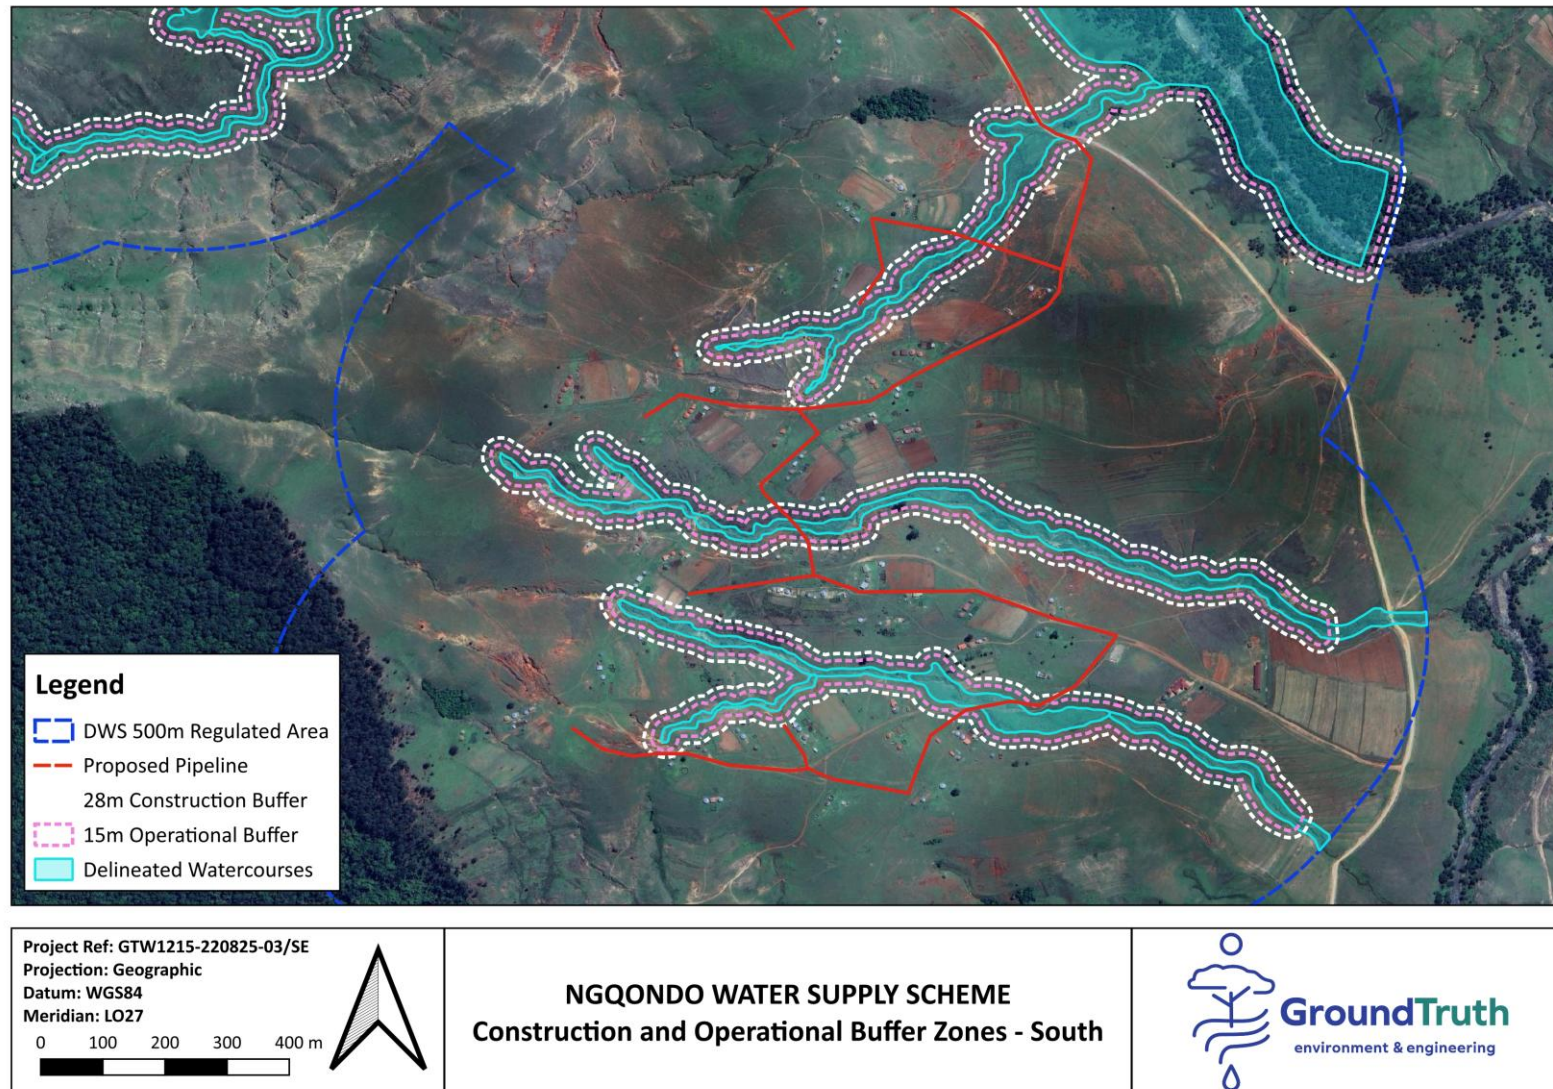 Legend
DWS 500m Regulated Area
Proposed Pipeline
28m Construction Buffer
15m Operational Buffer
Delineated Watercourses
Project Ref: GTW1215-220825-03/SE
Projection: Geographic
Datum: WGS84
Meridian: LO27
0 100 200 300 400 m
NGQONDO WATER SUPPLY SCHEME
Construction and Operational Buffer Zones - South
GroundTruth
environment & engineering